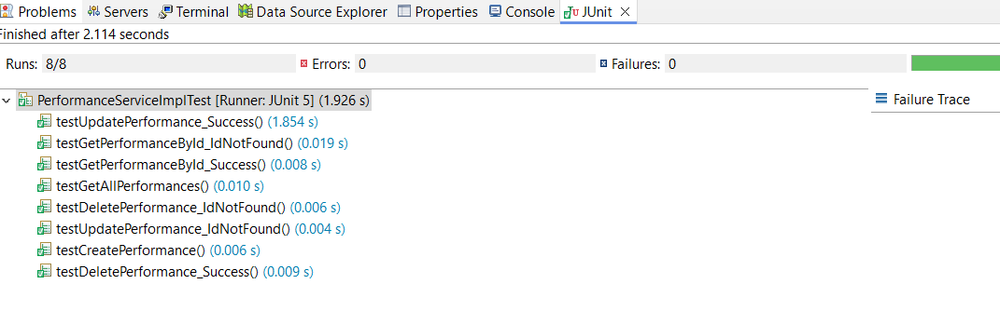 Problems Servers Terminal Data Source Explorer Properties Console JUnit
Finished after 2.114 seconds
Runs: 8/8 Errors: 0 Failures: 0
PerformanceServiceImplTest [Runner: JUnit 5] (1.926 s)
Failure Trace
testUpdatePerformance_Success() (1.854 s)
testGetPerformanceById_IdNotFound() (0.019 s)
testGetPerformanceById_Success() (0.008 s)
testGetAllPerformances() (0.010 s)
testDeletePerformance_IdNotFound() (0.006 s)
testUpdatePerformance_IdNotFound() (0.004 s)
testCreatePerformance() (0.006 s)
testDeletePerformance_Success() (0.009 s)